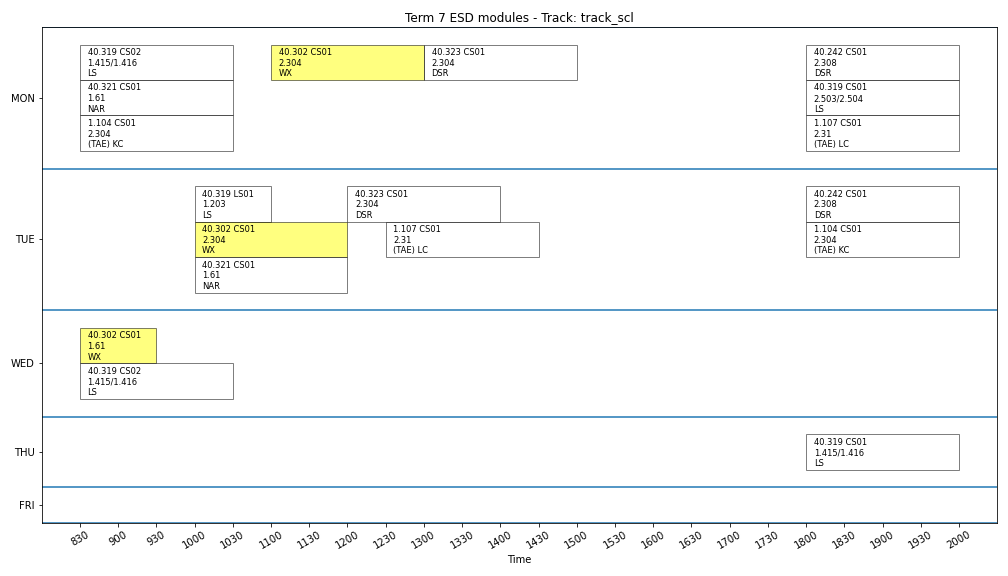 Term 7 ESD modules - Track: track_scl
MON
40.319 CS02
1.415/1.416
LS
40.321 CS01
1.61
NAR
1.104 CS01
2.304
(TAE) KC
40.302 CS01
2.304
WX
40.323 CS01
2.304
DSR
40.242 CS01
2.308
DSR
40.319 CS01
2.503/2.504
LS
1.107 CS01
2.31
(TAE) LC
TUE
40.319 LS01
1.203
LS
40.302 CS01
2.304
WX
40.321 CS01
1.61
NAR
40.323 CS01
2.304
DSR
1.107 CS01
2.31
(TAE) LC
40.242 CS01
2.308
DSR
1.104 CS01
2.304
(TAE) KC
WED
40.302 CS01
1.61
WX
40.319 CS02
1.415/1.416
LS
THU
40.319 CS01
1.415/1.416
LS
FRI
830 900 930 1000 1030 1100 1130 1200 1230 1300 1330 1430 1500 1600 1630 1700 1730 1800 1830 1900 1930 2000
Time